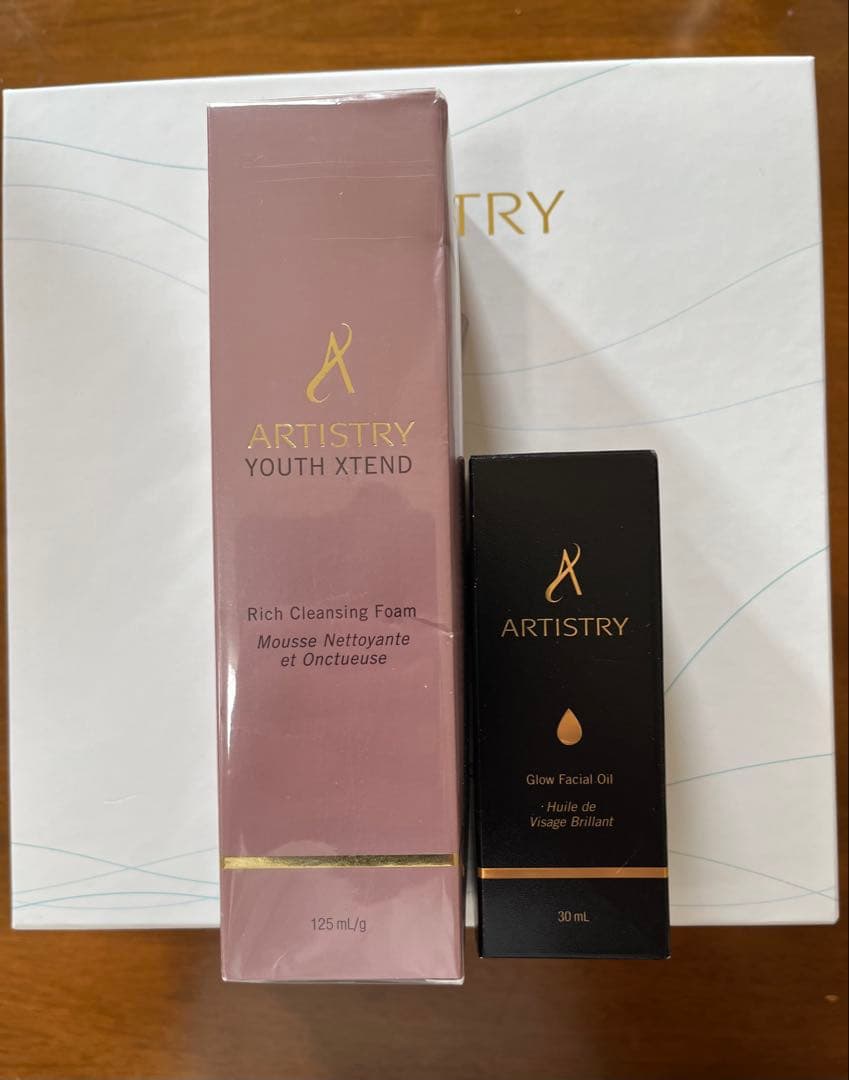 TRY
ARTISTRY
YOUTH XTEND
Rich Cleansing Foam
Mousse Nettoyante
et Onctueuse
125 mL/g
ARTISTRY
Glow Facial Oil
Huile de
Visage Brillant
30 mL